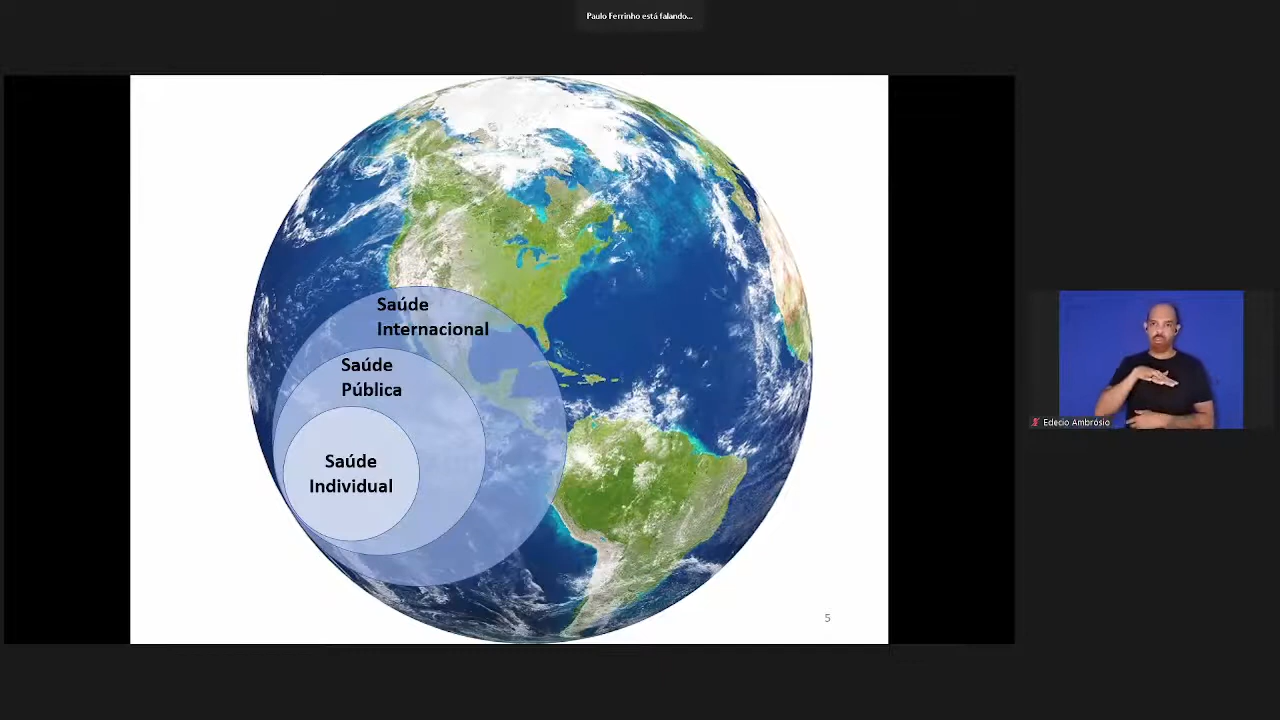 Paulo Ferrinho está falando...
Saúde
Internacional
Saúde
Pública
Saúde
Individual
Edecio Ambrósio
5